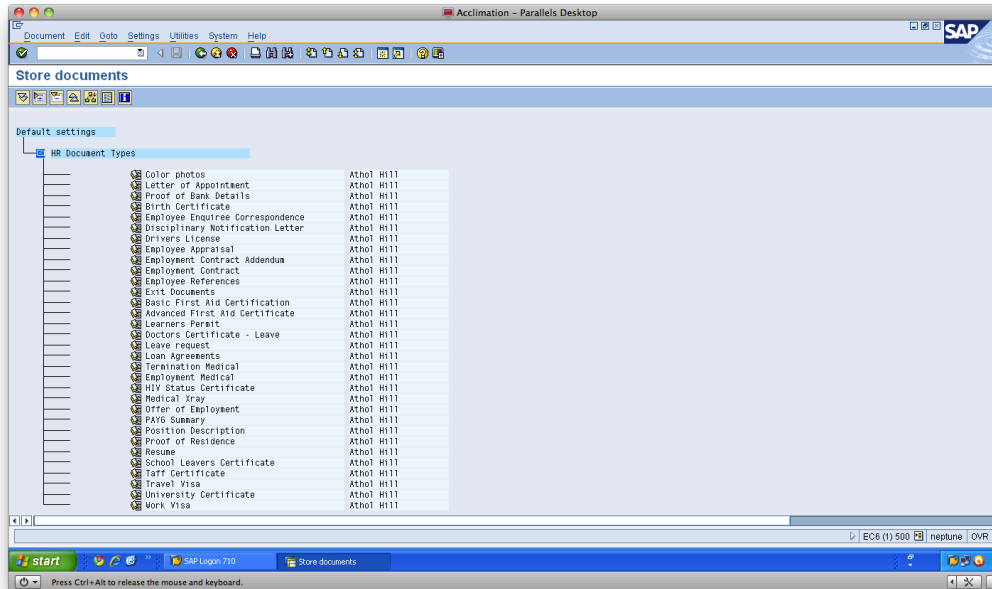 Acclimation - Parallels Desktop
Document Edit Goto Settings Utilities System Help
SAP
Store documents
Default settings
HR Document Types
Color photos Athol Hill
Letter of Appointment Athol Hill
Proof of Bank Details Athol Hill
Birth Certificate Athol Hill
Employee Enquiree Correspondence Athol Hill
Disciplinary Notification Letter Athol Hill
Drivers License Athol Hill
Employee Appraisal Athol Hill
Employment Contract Addendum Athol Hill
Employment Contract Athol Hill
Employee References Athol Hill
Exit Documents Athol Hill
Basic First Aid Certification Athol Hill
Advanced First Aid Certificate Athol Hill
Learners Permit Athol Hill
Doctors Certificate - Leave Athol Hill
Leave request Athol Hill
Loan Agreements Athol Hill
Termination Medical Athol Hill
Employment Medical Athol Hill
HIV Status Certificate Athol Hill
Medical Xray Athol Hill
Offer of Employment Athol Hill
PAYG Summary Athol Hill
Position Description Athol Hill
Proof of Residence Athol Hill
Resume Athol Hill
School Leavers Certificate Athol Hill
Taff Certificate Athol Hill
Travel Visa Athol Hill
University Certificate Athol Hill
Work Visa Athol Hill
EC6 (1) 500 neptune OVR
start SAP Logon 710 Store documents
Press Ctrl+Alt to release the mouse and keyboard.